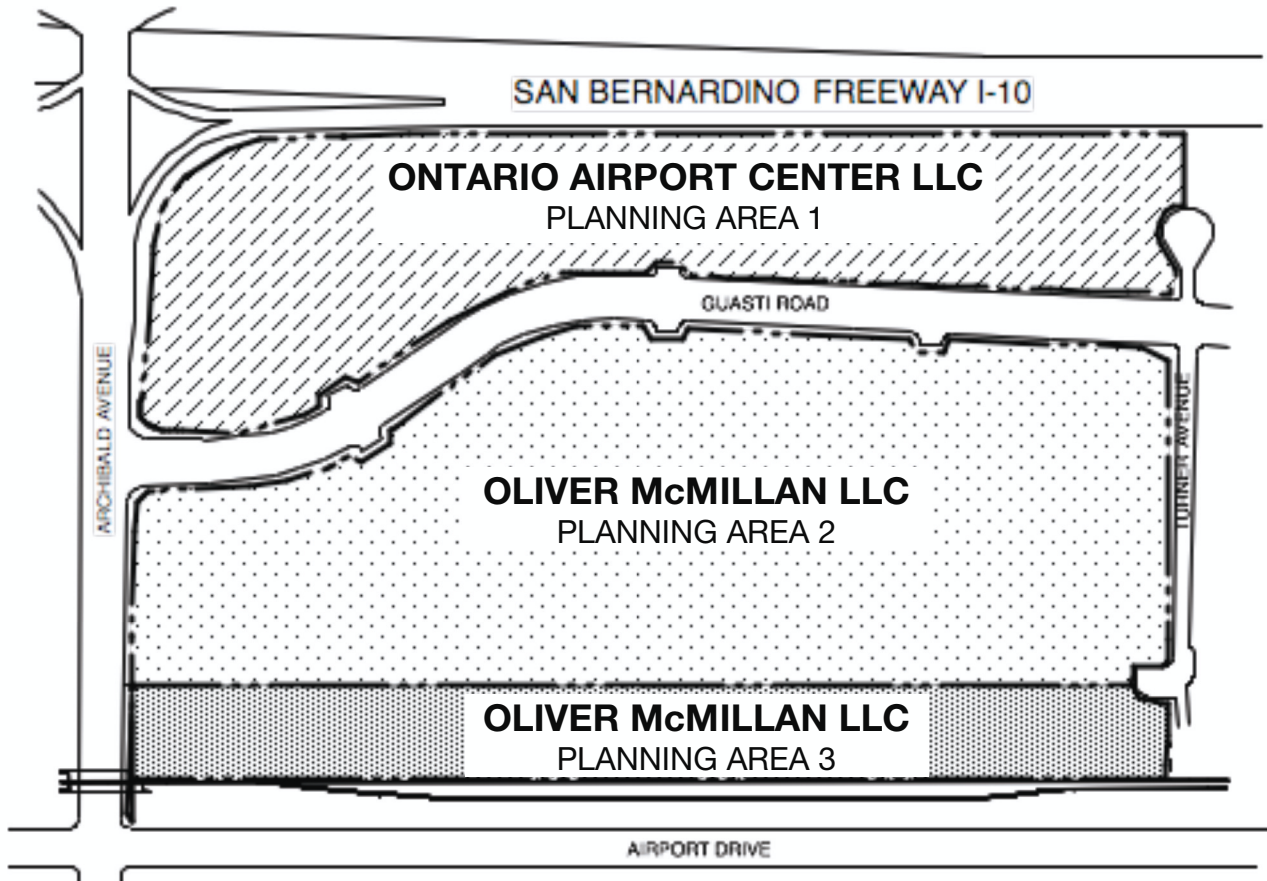 SAN BERNARDINO FREEWAY I-10
ONTARIO AIRPORT CENTER LLC
PLANNING AREA 1
GUASTI ROAD
ARCHIBALD AVENUE
TURNER AVENUE
OLIVER McMILLAN LLC
PLANNING AREA 2
OLIVER McMILLAN LLC
PLANNING AREA 3
AIRPORT DRIVE